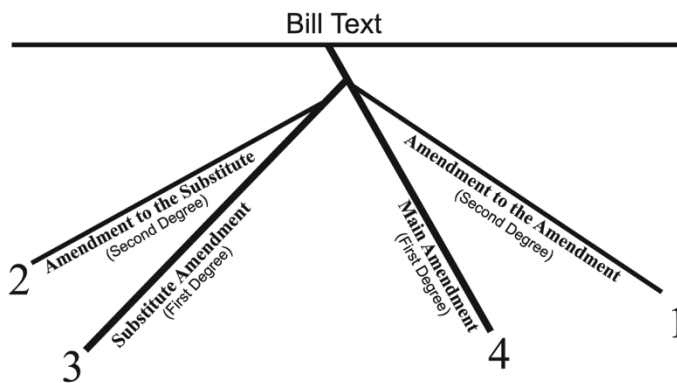 Bill Text
Amendment to the Substitute
(Second Degree)
2
Substitute Amendment
(First Degree)
3
Main Amendment
(First Degree)
4
Amendment to the Amendment
(Second Degree)
1